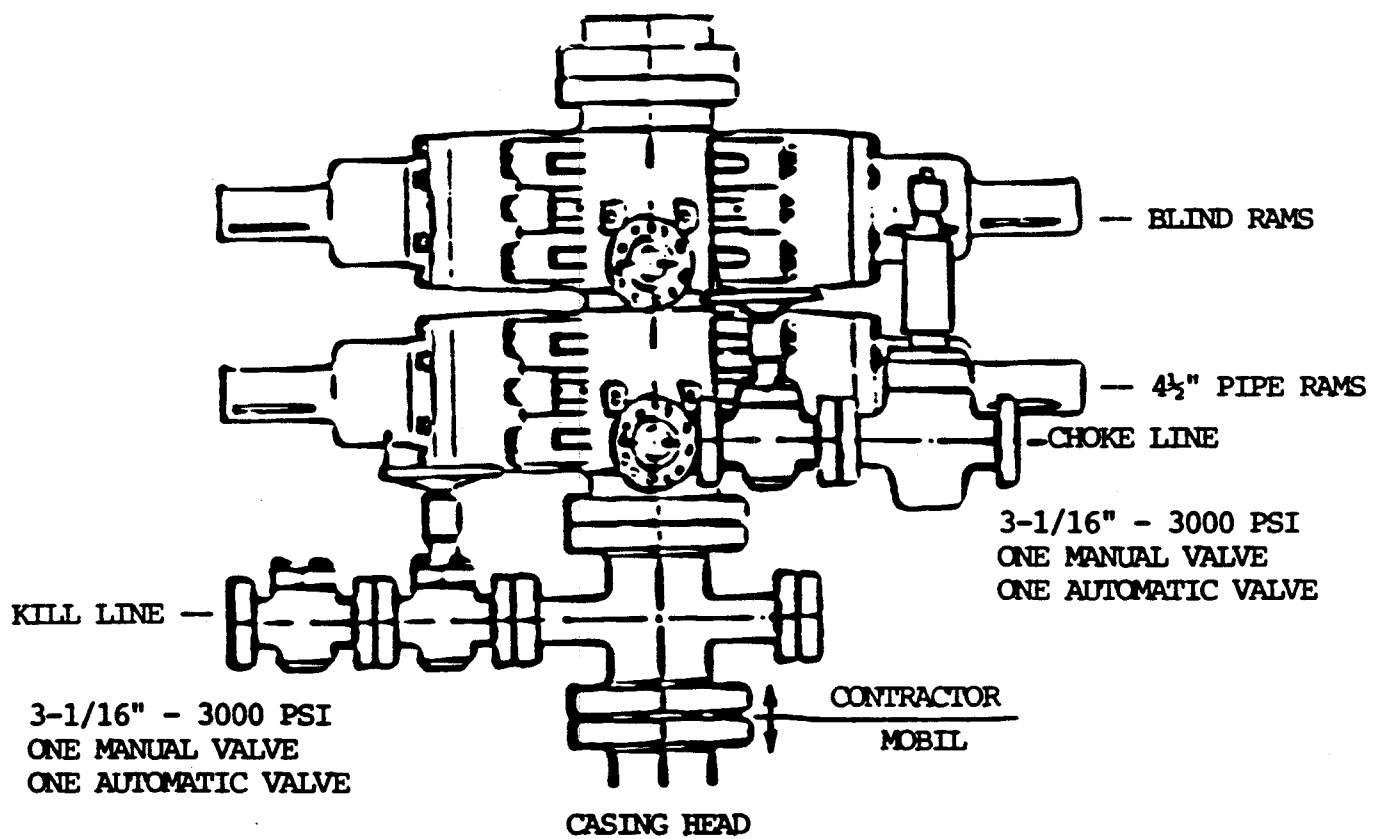 — BLIND RAMS
— 4½" PIPE RAMS
-CHOKE LINE
3-1/16" - 3000 PSI
ONE MANUAL VALVE
ONE AUTOMATIC VALVE
KILL LINE —
3-1/16" - 3000 PSI
ONE MANUAL VALVE
ONE AUTOMATIC VALVE
CONTRACTOR
MOBIL
CASING HEAD